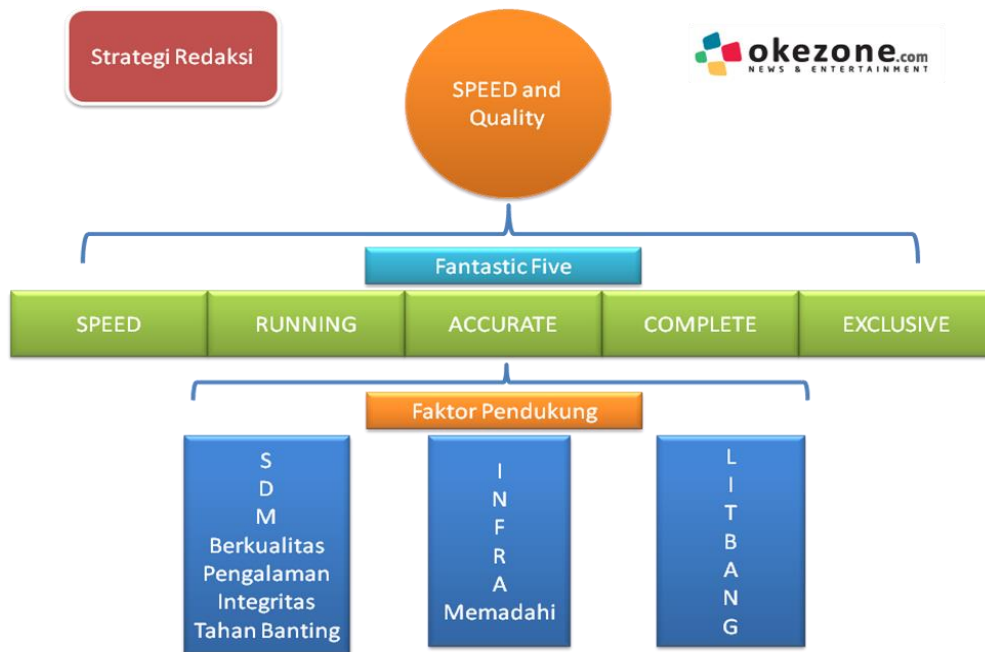 Strategi Redaksi
SPEED and
Quality
okezone.com
NEWS & ENTERTAINMENT
Fantastic Five
SPEED
RUNNING
ACCURATE
COMPLETE
EXCLUSIVE
Faktor Pendukung
S
D
M
Berkualitas
Pengalaman
Integritas
Tahan Banting
I
N
F
R
A
Memadahi
L
I
T
B
A
N
G